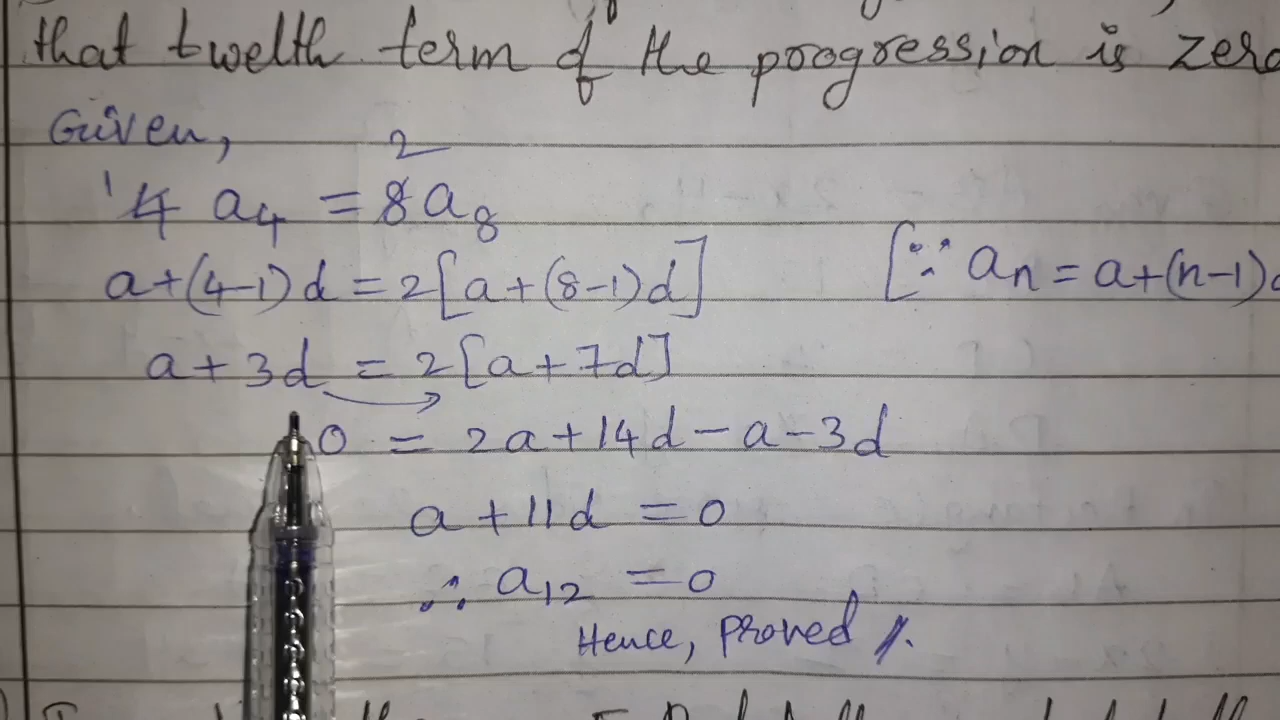 that twelth term of the progression is zero
Given,
2
1 4 a4 = 8 a8
a+(4-1)d = 2[a+(8-1)d] [∵ an = a+(n-1)d
a + 3d = 2[a+7d]
0 = 2a+14d-a-3d
a + 11d = 0
∴ a12 = 0
Hence, proved